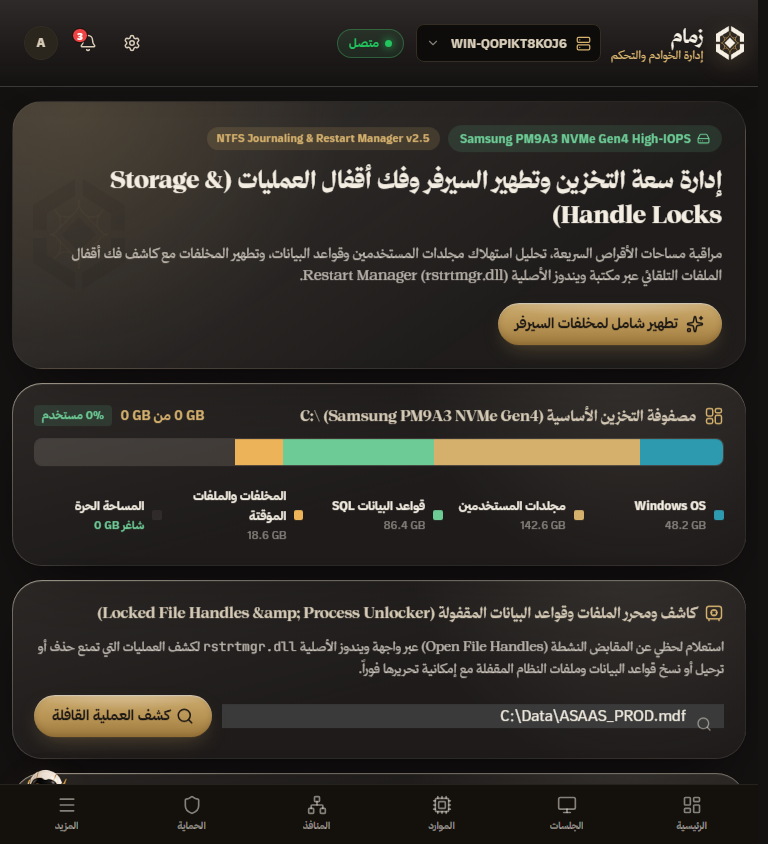 زمام
إدارة الخوادم والتحكم
WIN-QOPIKT8KOJ6
متصل
3
A
Samsung PM9A3 NVMe Gen4 High-IOPS
NTFS Journaling & Restart Manager v2.5
إدارة سعة التخزين وتطهير السيرفر وفك أقفال العمليات (Storage &
Handle Locks)
مراقبة مساحات الأقراص السريعة، تحليل استهلاك مجلدات المستخدمين وقواعد البيانات، وتطهير المخلفات مع كاشف فك أقفال
الملفات التلقائي عبر مكتبة ويندوز الأصلية Restart Manager (rstrtmgr.dll).
تطهير شامل لمخلفات السيرفر
مصفوفة التخزين الأساسية C:\ (Samsung PM9A3 NVMe Gen4)
0 GB من 0 GB
0% مستخدم
Windows OS
48.2 GB
مجلدات المستخدمين
142.6 GB
قواعد البيانات SQL
86.4 GB
المخلفات والملفات
المؤقتة
18.6 GB
المساحة الحرة
0 GB شاغر
كاشف ومحرر الملفات وقواعد البيانات المقفولة (Locked File Handles &amp; Process Unlocker)
استعلام لحظي عن المقابض النشطة (Open File Handles) عبر واجهة ويندوز الأصلية rstrtmgr.dll لكشف العمليات التي تمنع حذف أو
ترحيل أو نسخ قواعد البيانات وملفات النظام المقفلة مع إمكانية تحريرها فوراً.
C:\Data\ASAAS_PROD.mdf
كشف العملية القافلة
الرئيسية
الجلسات
الموارد
المنافذ
الحماية
المزيد